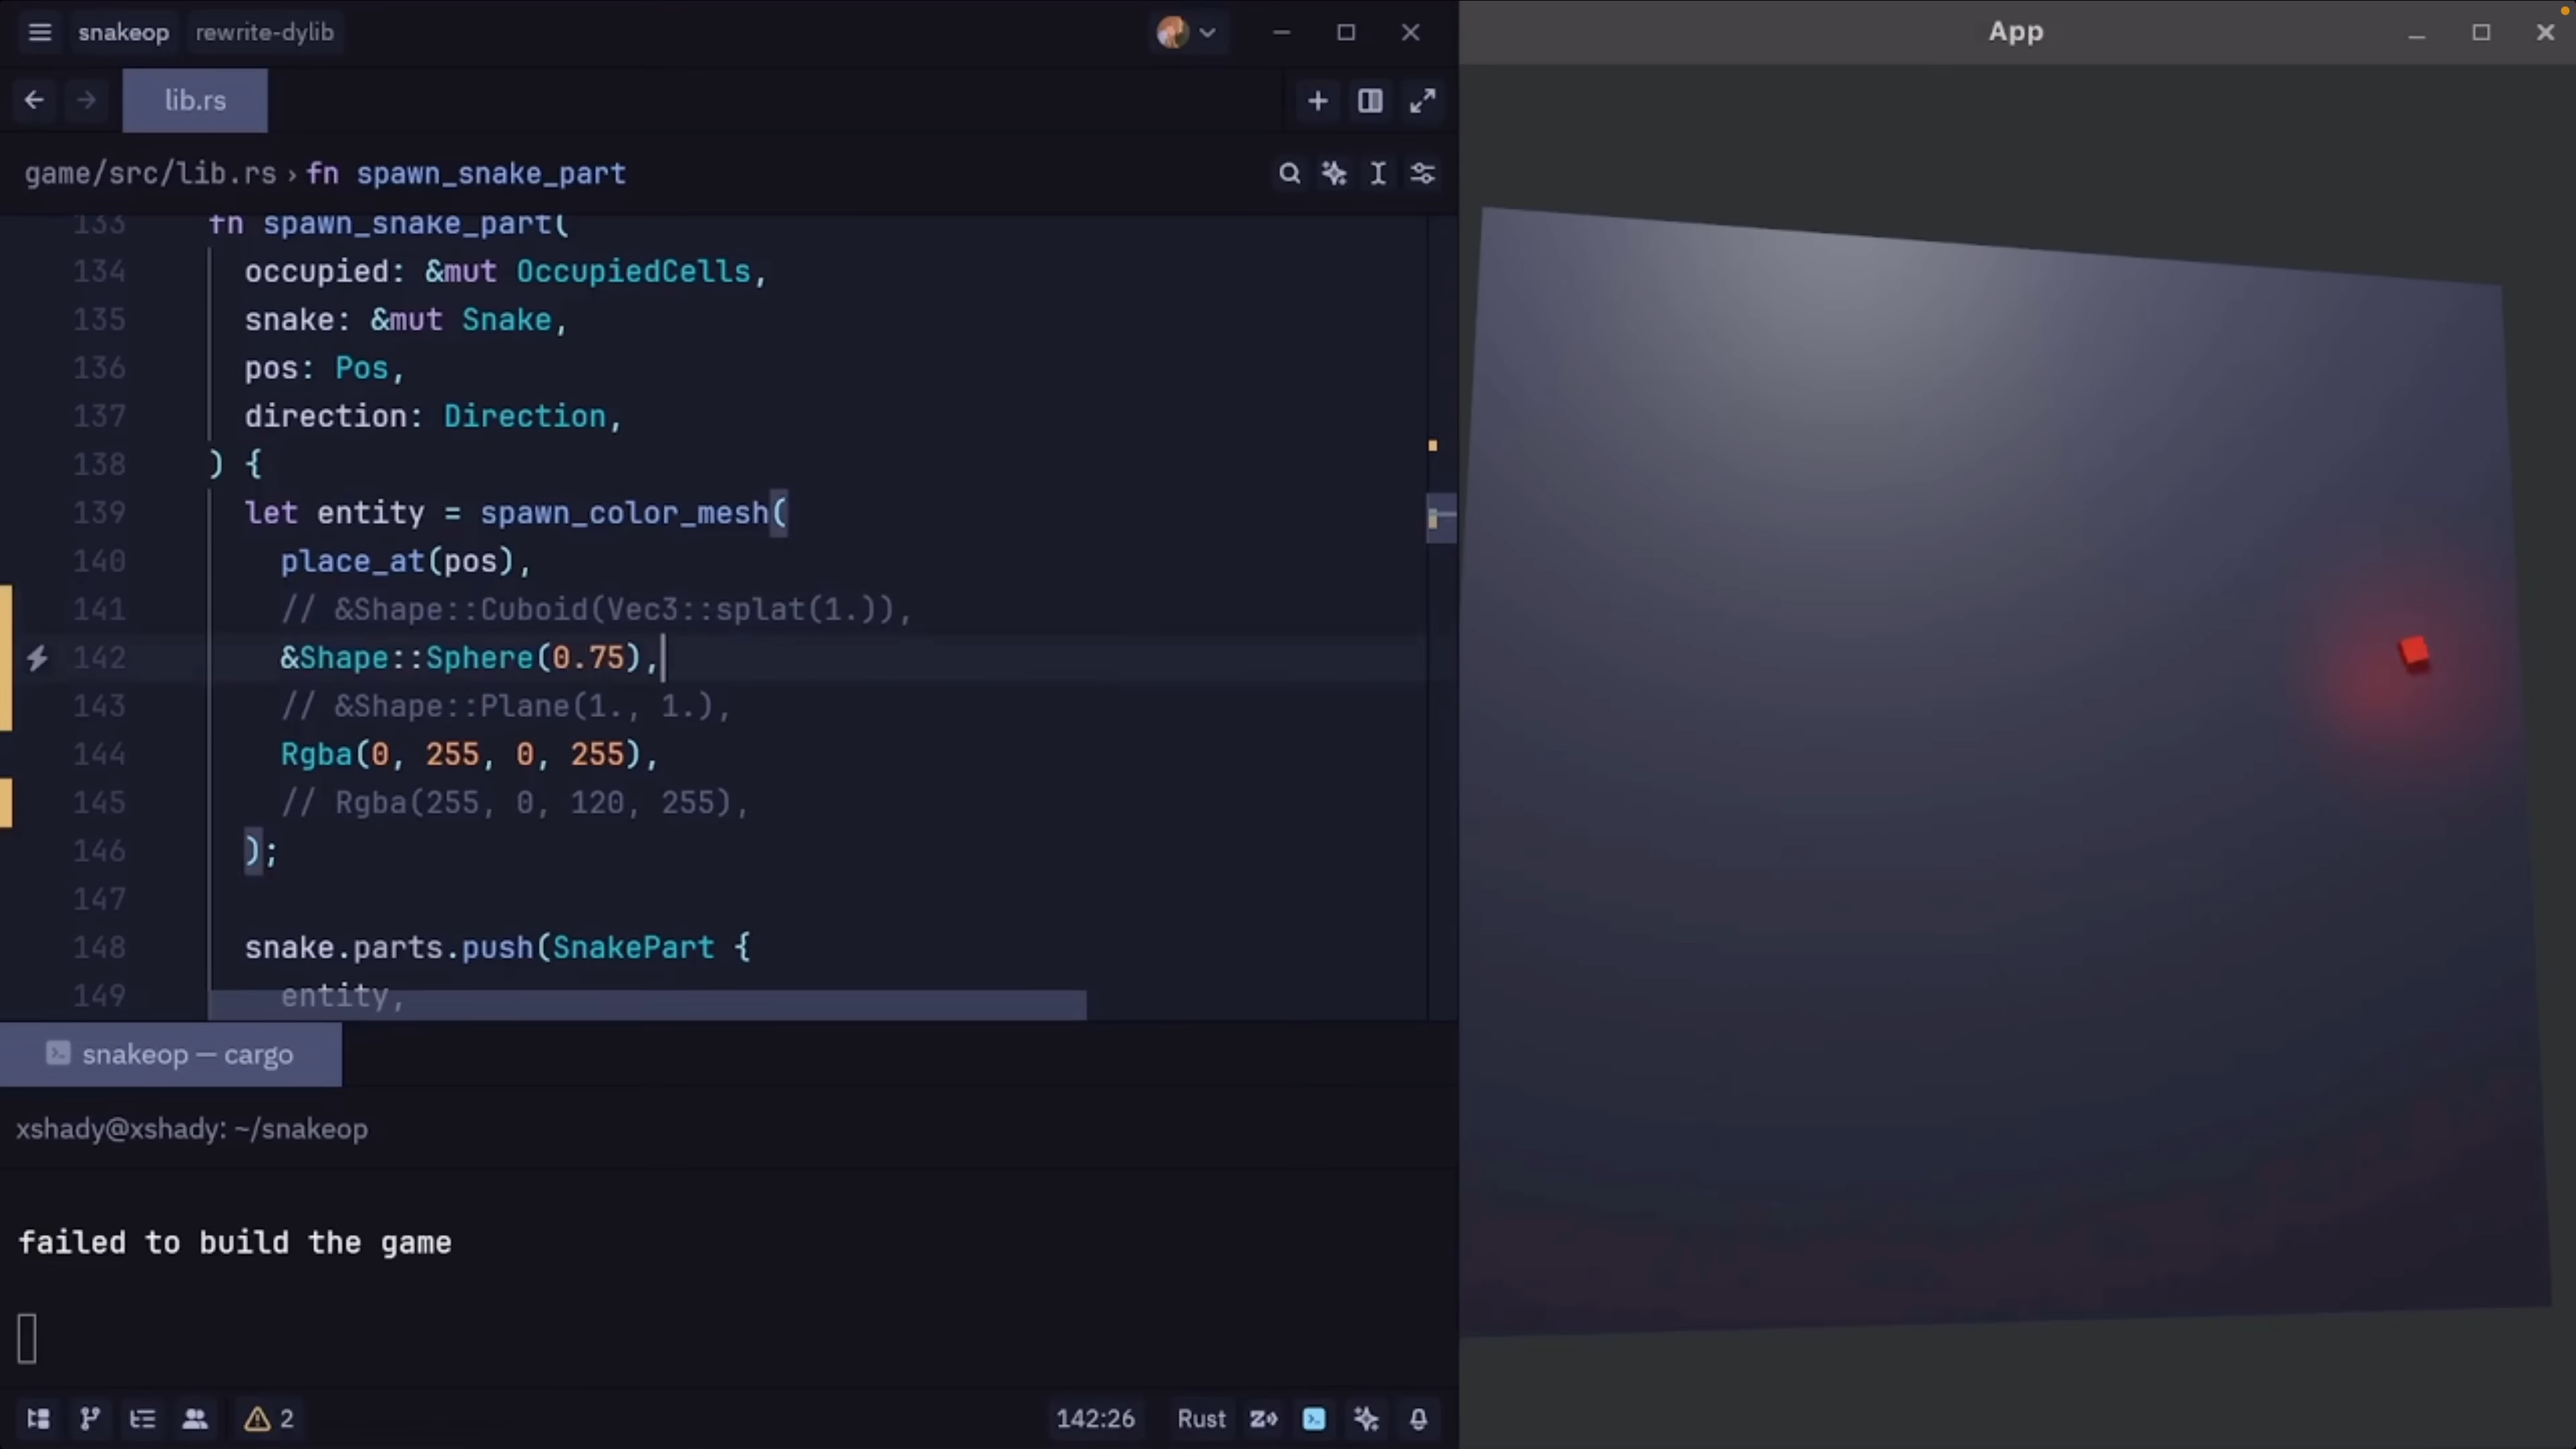 snakeop rewrite-dylib
App
lib.rs
game/src/lib.rs › fn spawn_snake_part
133 fn spawn_snake_part(
134 occupied: &mut OccupiedCells,
135 snake: &mut Snake,
136 pos: Pos,
137 direction: Direction,
138 ) {
139 let entity = spawn_color_mesh(
140 place_at(pos),
141 // &Shape::Cuboid(Vec3::splat(1.)),
142 &Shape::Sphere(0.75),
143 // &Shape::Plane(1., 1.),
144 Rgba(0, 255, 0, 255),
145 // Rgba(255, 0, 120, 255),
146 );
147
148 snake.parts.push(SnakePart {
149 entity,
snakeop — cargo
xshady@xshady: ~/snakeop
failed to build the game
2 142:26 Rust